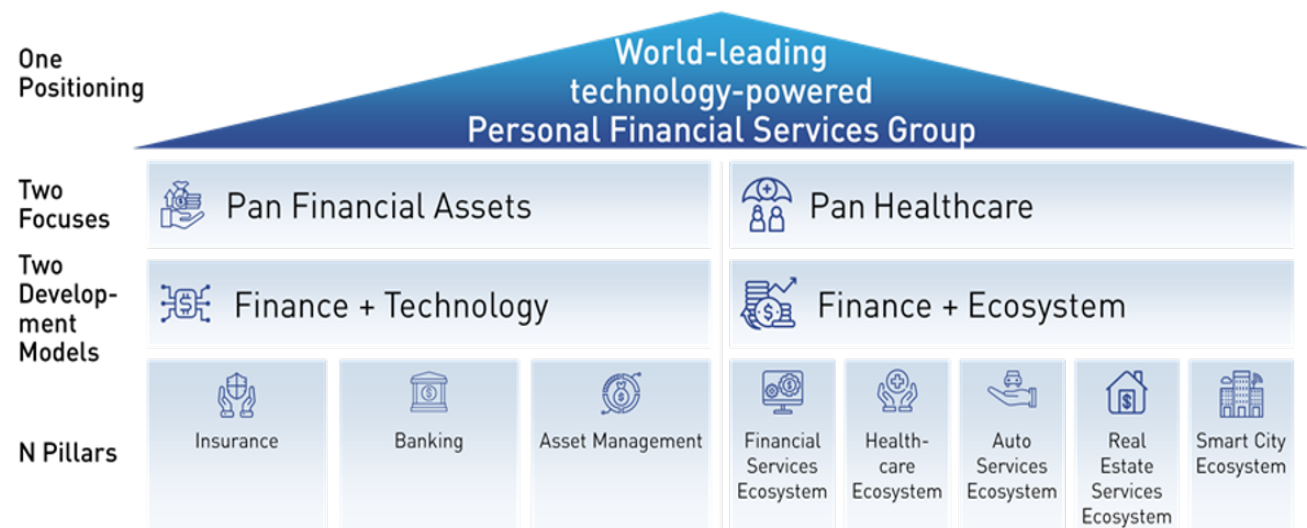 One
Positioning
World-leading
technology-powered
Personal Financial Services Group
Two
Focuses
Pan Financial Assets
Pan Healthcare
Two
Develop-
ment
Models
Finance + Technology
Finance + Ecosystem
N Pillars
Insurance
Banking
Asset Management
Financial
Services
Ecosystem
Health-
care
Ecosystem
Auto
Services
Ecosystem
Real
Estate
Services
Ecosystem
Smart City
Ecosystem